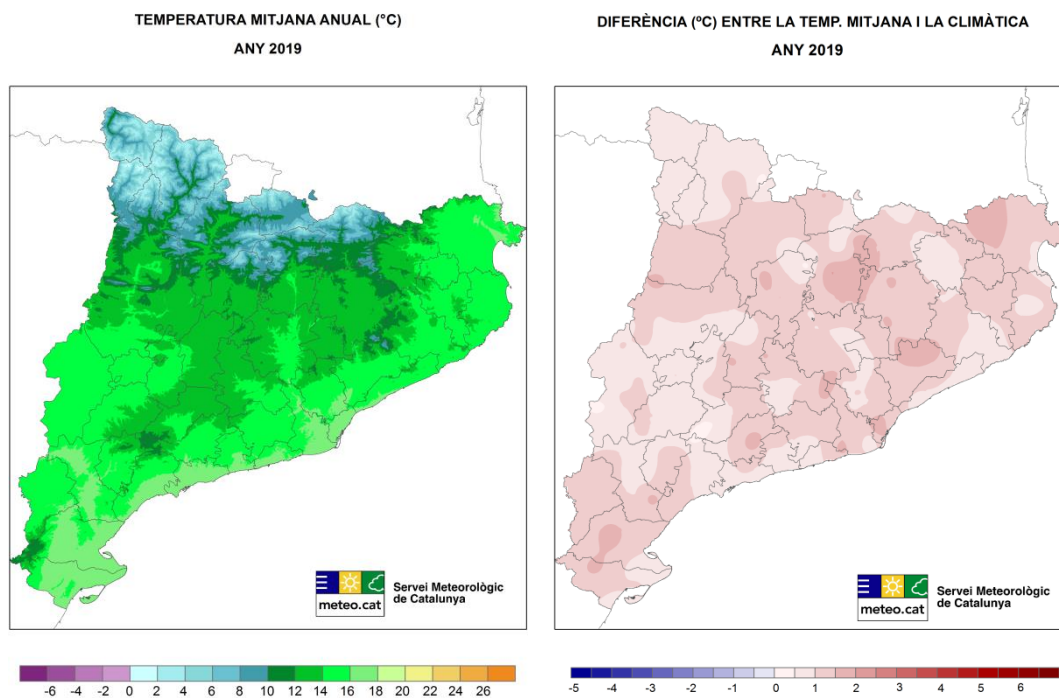 TEMPERATURA MITJANA ANUAL (°C)
ANY 2019
DIFERÈNCIA (ºC) ENTRE LA TEMP. MITJANA I LA CLIMÀTICA
ANY 2019
meteo.cat
Servei Meteorològic
de Catalunya
meteo.cat
Servei Meteorològic
de Catalunya
-6 -4 -2 0 2 4 6 8 10 12 14 16 18 20 22 24 26
-5 -4 -3 -2 -1 0 1 2 3 4 5 6